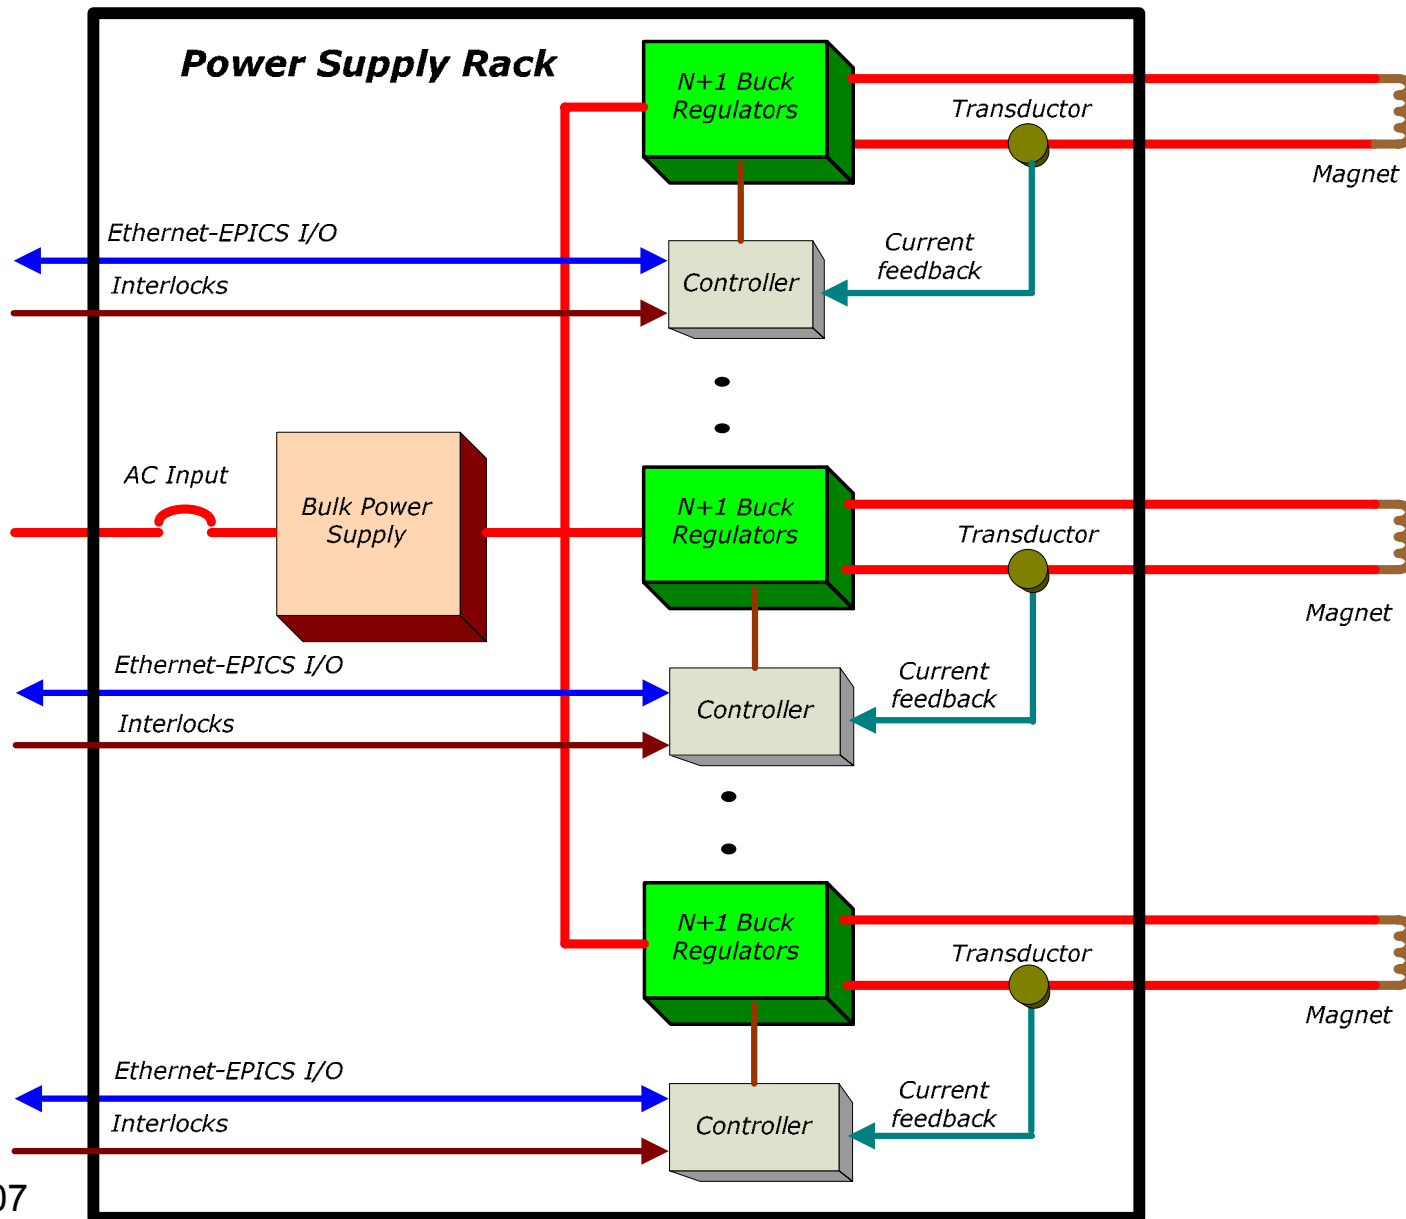 Power Supply Rack
N+1 Buck
Regulators
Transductor
Magnet
Ethernet-EPICS I/O
Interlocks
Controller
Current
feedback
AC Input
Bulk Power
Supply
N+1 Buck
Regulators
Transductor
Magnet
Ethernet-EPICS I/O
Interlocks
Controller
Current
feedback
N+1 Buck
Regulators
Transductor
Magnet
Ethernet-EPICS I/O
Interlocks
Controller
Current
feedback
07